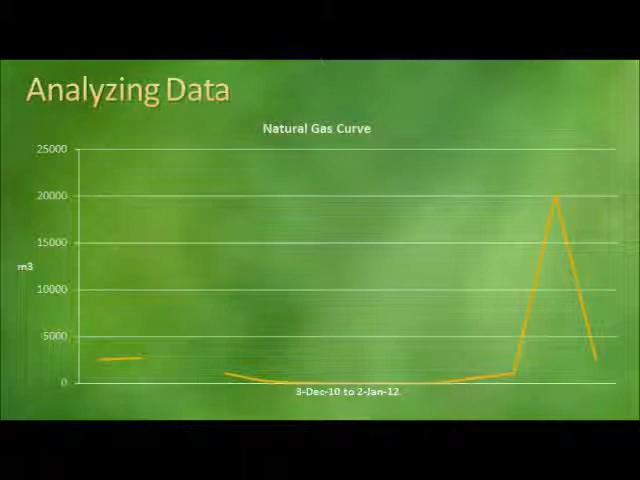 Analyzing Data
Natural Gas Curve
25000
20000
15000
m3
10000
5000
0
3-Dec-10 to 2-Jan-12